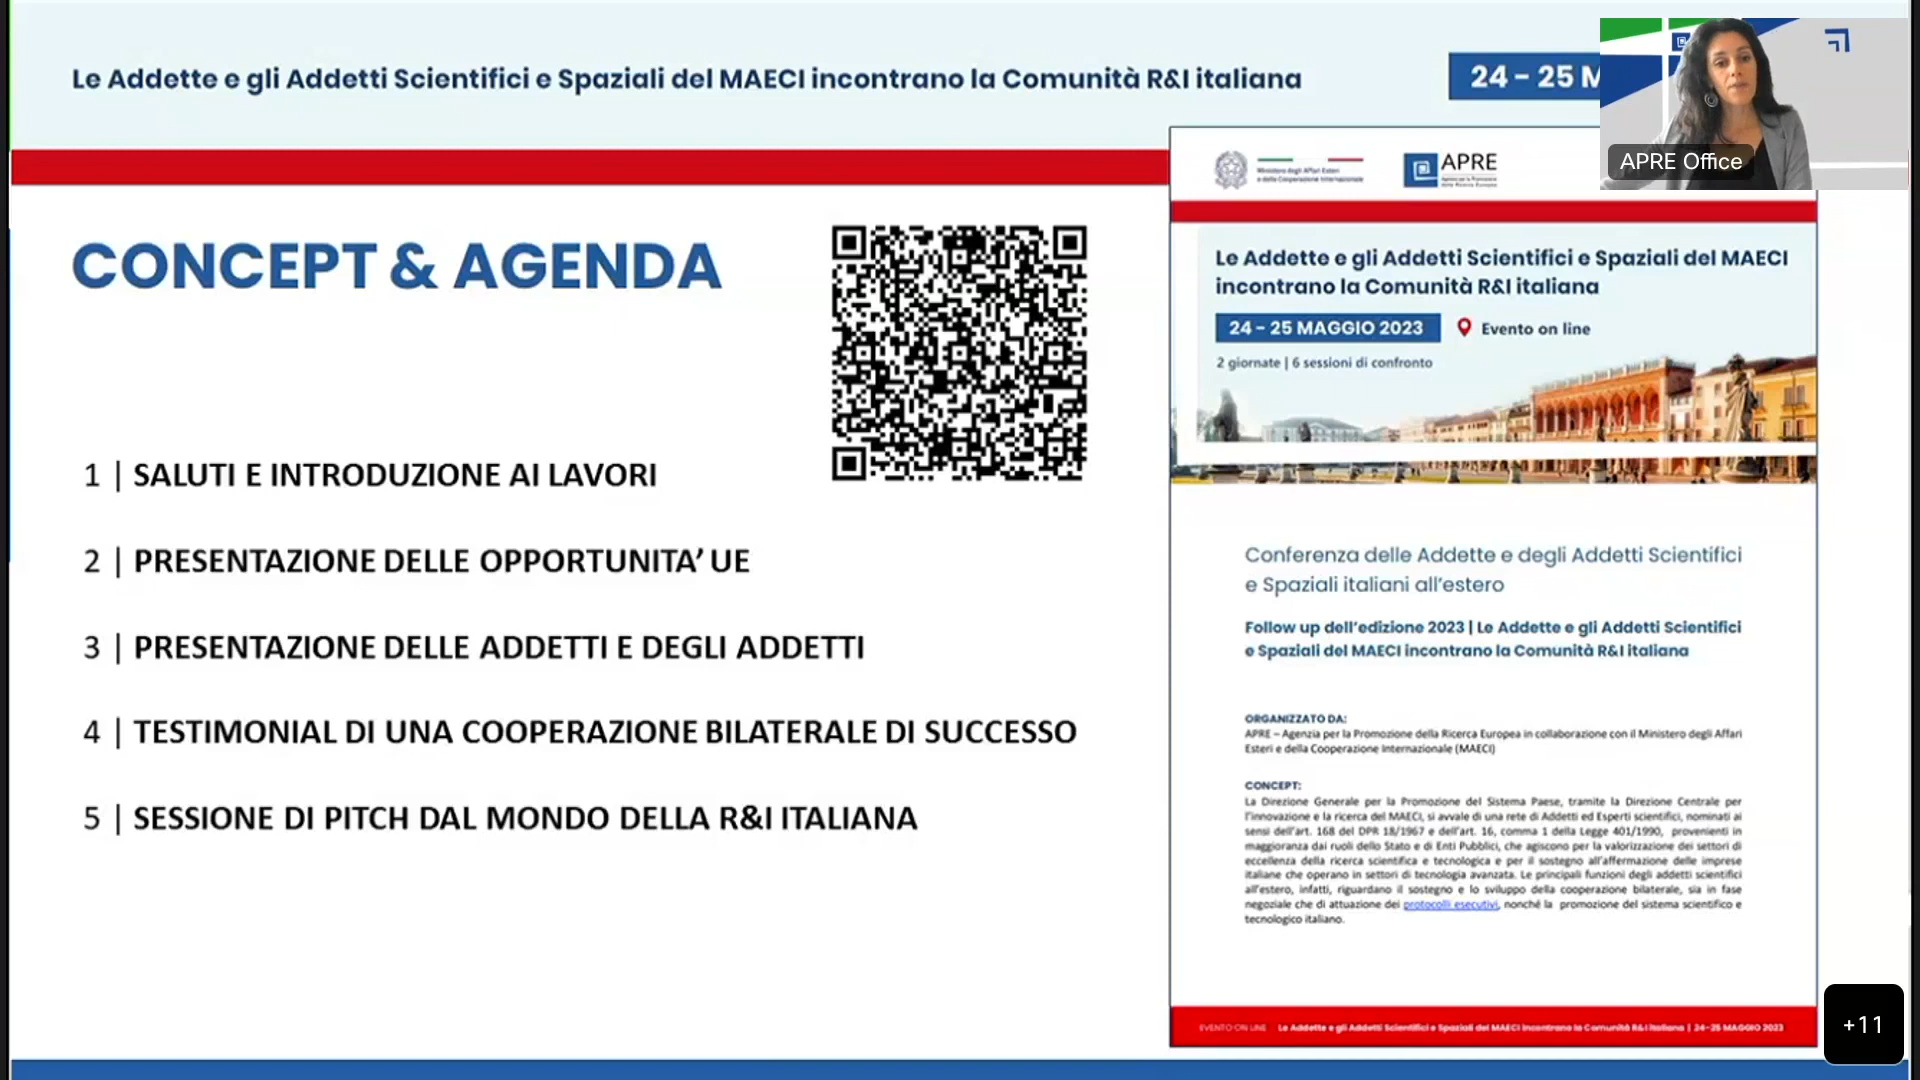 Le Addette e gli Addetti Scientifici e Spaziali del MAECI incontrano la Comunità R&I italiana
24 - 25 M
APRE Office
CONCEPT & AGENDA
1 | SALUTI E INTRODUZIONE AI LAVORI
2 | PRESENTAZIONE DELLE OPPORTUNITA’ UE
3 | PRESENTAZIONE DELLE ADDETTI E DEGLI ADDETTI
4 | TESTIMONIAL DI UNA COOPERAZIONE BILATERALE DI SUCCESSO
5 | SESSIONE DI PITCH DAL MONDO DELLA R&I ITALIANA
Ministero degli Affari Esteri
e della Cooperazione Internazionale
APRE
Agenzia per la Promozione
della Ricerca Europea
Le Addette e gli Addetti Scientifici e Spaziali del MAECI
incontrano la Comunità R&I italiana
24 - 25 MAGGIO 2023
Evento on line
2 giornate | 6 sessioni di confronto
Conferenza delle Addette e degli Addetti Scientifici
e Spaziali italiani all’estero
Follow up dell’edizione 2023 | Le Addette e gli Addetti Scientifici
e Spaziali del MAECI incontrano la Comunità R&I italiana
ORGANIZZATO DA:
APRE – Agenzia per la Promozione della Ricerca Europea in collaborazione con il Ministero degli Affari
Esteri e della Cooperazione Internazionale (MAECI)
CONCEPT:
La Direzione Generale per la Promozione del Sistema Paese, tramite la Direzione Centrale per
l’innovazione e la ricerca del MAECI, si avvale di una rete di Addetti ed Esperti scientifici, nominati ai
sensi dell’art. 168 del DPR 18/1967 e dell’art. 16, comma 1 della Legge 401/1990, provenienti in
maggioranza dai ruoli dello Stato e di Enti Pubblici, che agiscono per la valorizzazione dei settori di
eccellenza della ricerca scientifica e tecnologica e per il sostegno all’affermazione delle imprese
italiane che operano in settori di tecnologia avanzata. Le principali funzioni degli addetti scientifici
all’estero, infatti, riguardano il sostegno e lo sviluppo della cooperazione bilaterale, sia in fase
negoziale che di attuazione dei protocolli esecutivi, nonché la promozione del sistema scientifico e
tecnologico italiano.
EVENTO ON LINE Le Addette e gli Addetti Scientifici e Spaziali del MAECI incontrano la Comunità R&I italiana | 24-25 MAGGIO 2023
+11